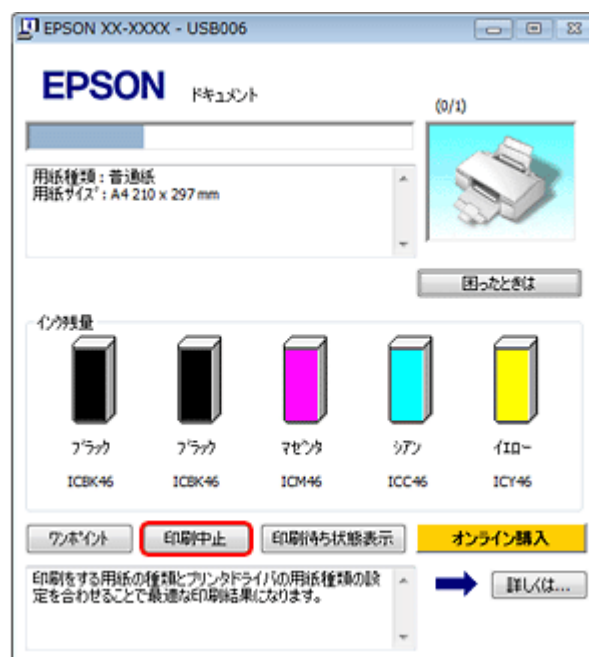 EPSON XX-XXXX - USB006
EPSON ドキュメント
(0/1)
用紙種類 : 普通紙
用紙サイズ : A4 210 x 297 mm
困ったときは
インク残量
ブラック ブラック マゼンタ シアン イエロー
ICBK46 ICBK46 ICM46 ICC46 ICY46
ワンポイント 印刷中止 印刷待ち状態表示 オンライン購入
印刷をする用紙の種類とプリンタドライバの用紙種類の設
定を合わせることで最適な印刷結果になります。
詳しくは...